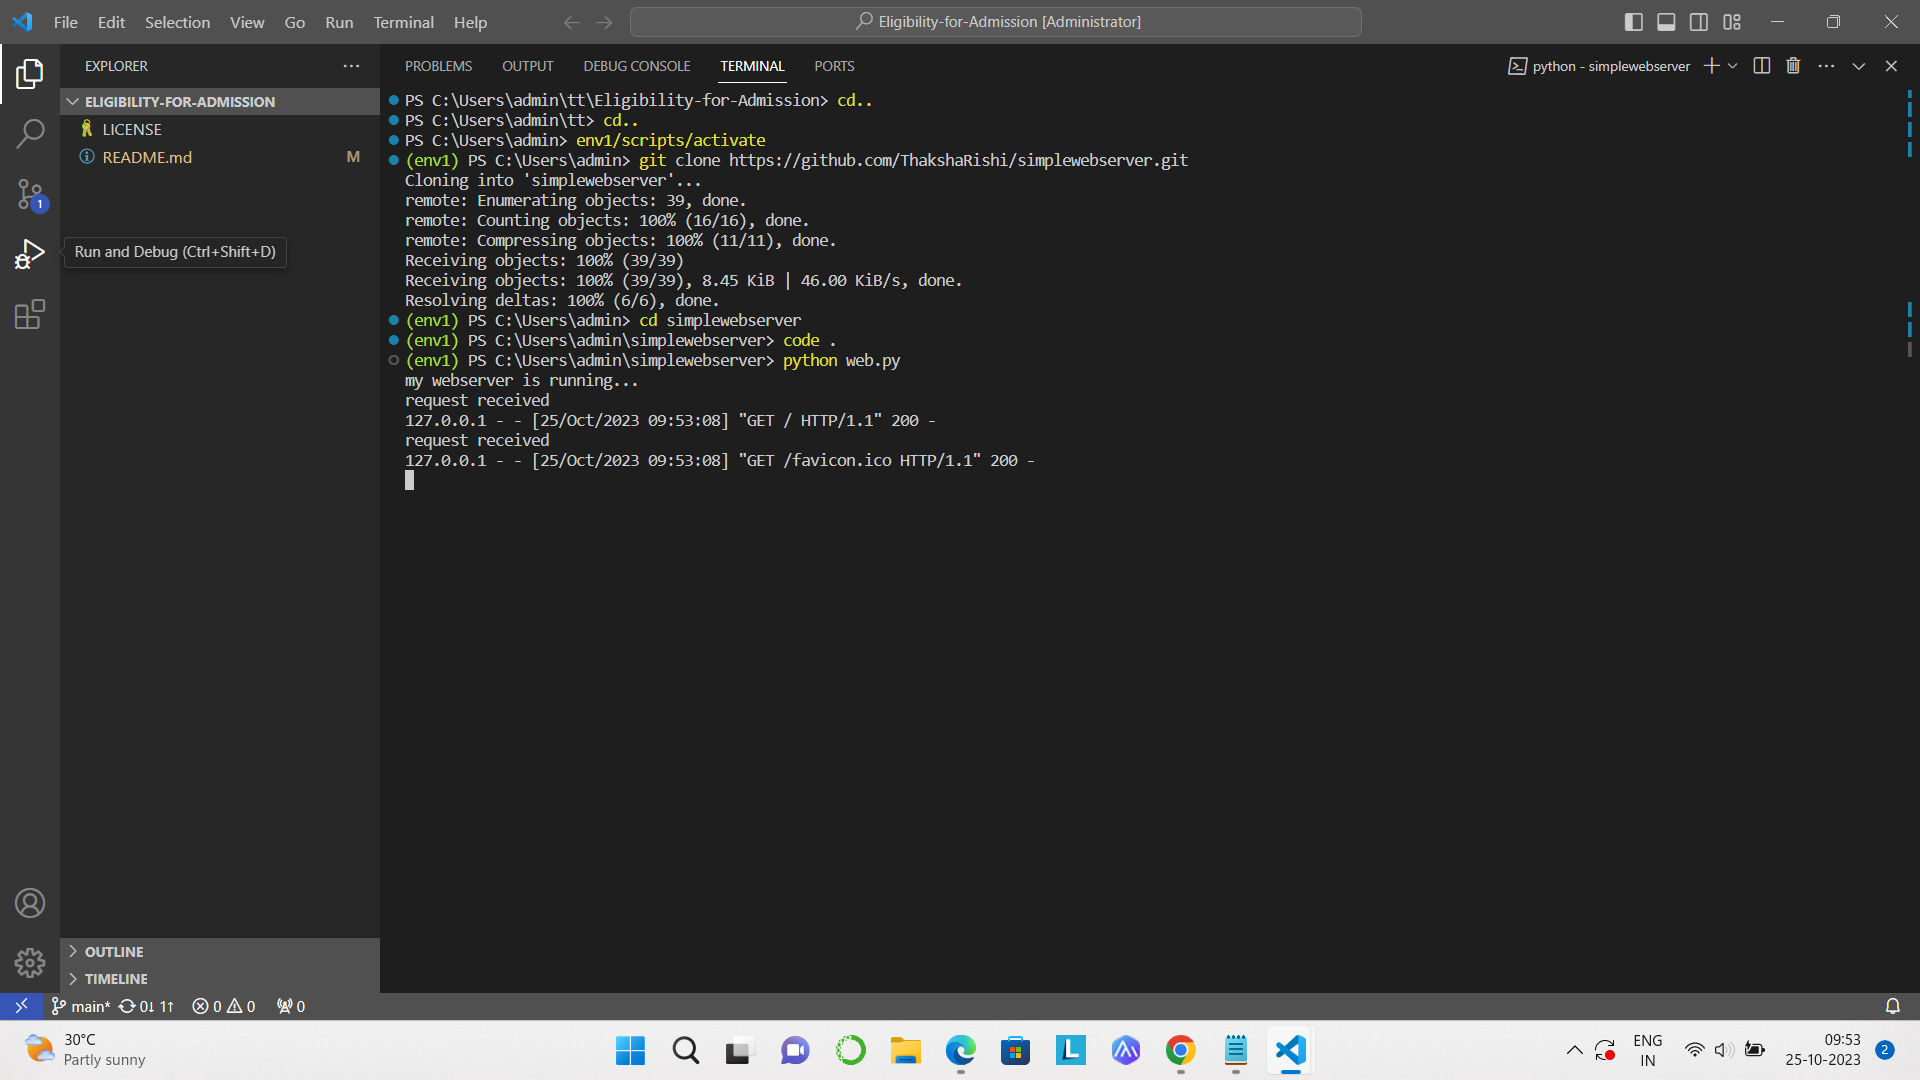 File Edit Selection View Go Run Terminal Help
Eligibility-for-Admission [Administrator]
EXPLORER
ELIGIBILITY-FOR-ADMISSION
LICENSE
README.md M
1
Run and Debug (Ctrl+Shift+D)
OUTLINE
TIMELINE
PROBLEMS OUTPUT DEBUG CONSOLE TERMINAL PORTS
python - simplewebserver
PS C:\Users\admin\tt\Eligibility-for-Admission> cd..
PS C:\Users\admin\tt> cd..
PS C:\Users\admin> env1/scripts/activate
(env1) PS C:\Users\admin> git clone https://github.com/ThakshaRishi/simplewebserver.git
Cloning into 'simplewebserver'...
remote: Enumerating objects: 39, done.
remote: Counting objects: 100% (16/16), done.
remote: Compressing objects: 100% (11/11), done.
Receiving objects: 100% (39/39)
Receiving objects: 100% (39/39), 8.45 KiB | 46.00 KiB/s, done.
Resolving deltas: 100% (6/6), done.
(env1) PS C:\Users\admin> cd simplewebserver
(env1) PS C:\Users\admin\simplewebserver> code .
(env1) PS C:\Users\admin\simplewebserver> python web.py
my webserver is running...
request received
127.0.0.1 - - [25/Oct/2023 09:53:08] "GET / HTTP/1.1" 200 -
request received
127.0.0.1 - - [25/Oct/2023 09:53:08] "GET /favicon.ico HTTP/1.1" 200 -
main* 0↓ 1↑ 0 0 0
30°C
Partly sunny
L
ENG
IN
09:53
25-10-2023
2